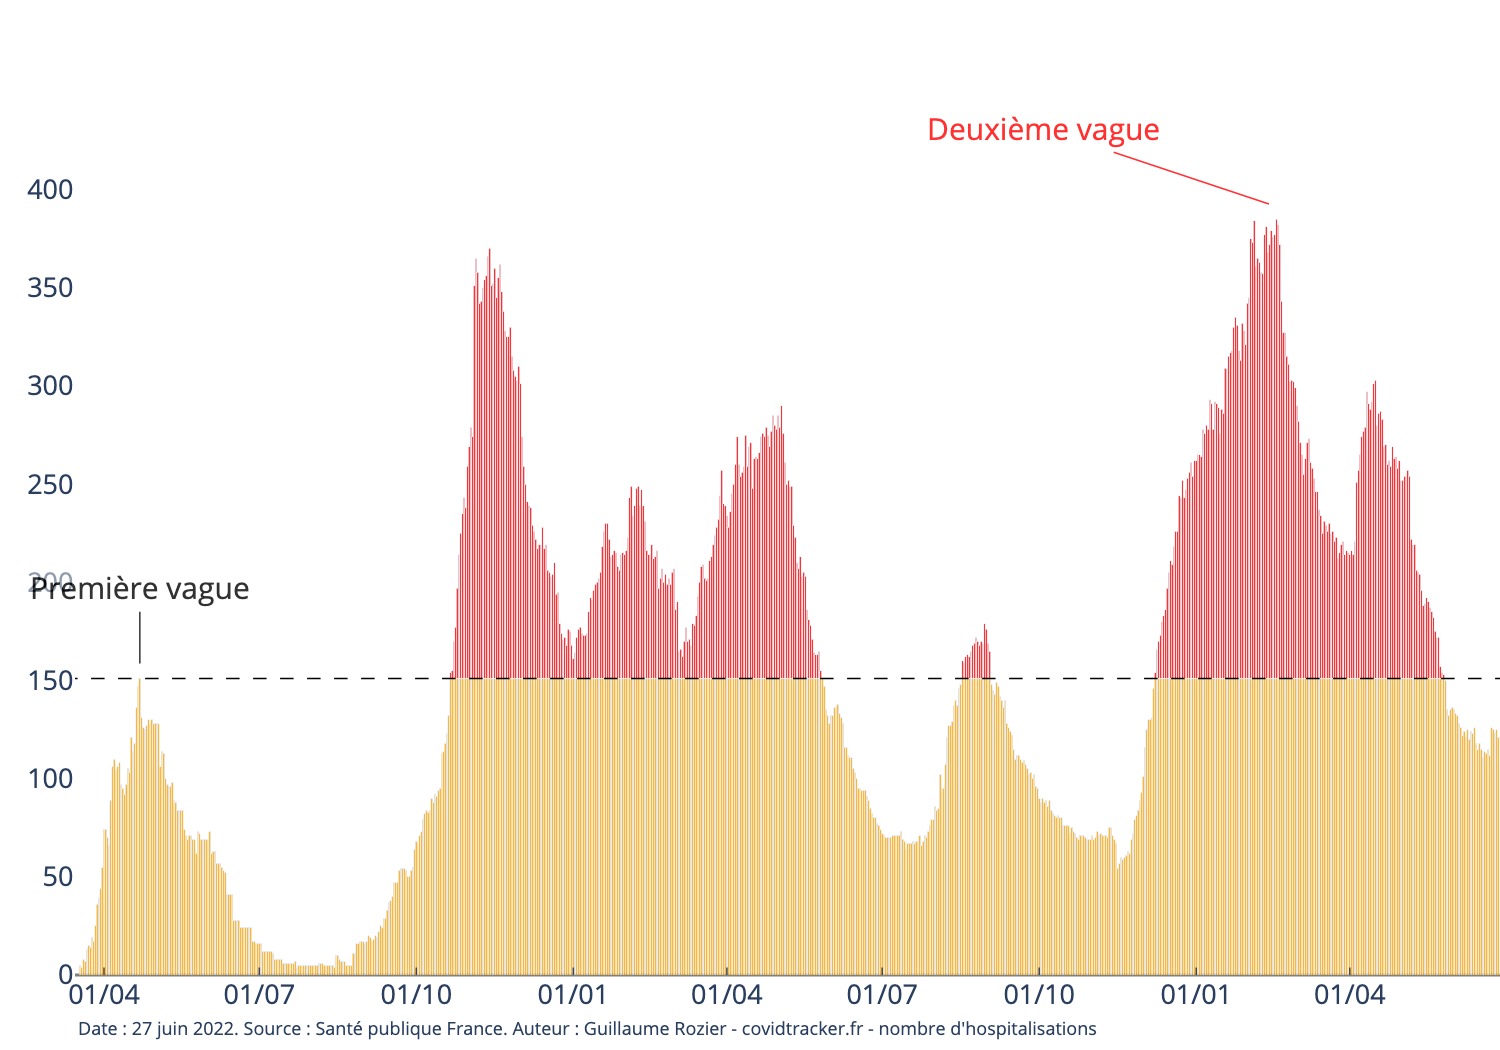 Deuxième vague
400
350
300
250
200
Première vague
150
100
50
0
01/04 01/07 01/10 01/01 01/04 01/07 01/10 01/01 01/04
Date : 27 juin 2022. Source : Santé publique France. Auteur : Guillaume Rozier - covidtracker.fr - nombre d'hospitalisations